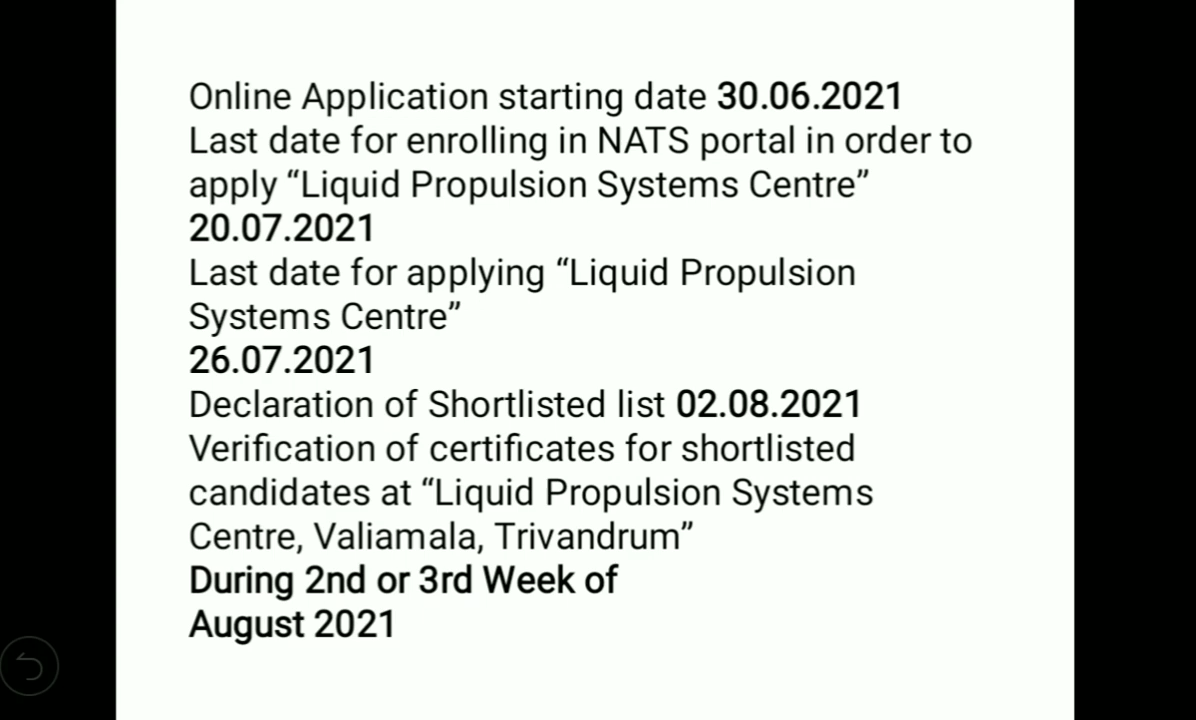 Online Application starting date 30.06.2021
Last date for enrolling in NATS portal in order to
apply “Liquid Propulsion Systems Centre”
20.07.2021
Last date for applying “Liquid Propulsion
Systems Centre”
26.07.2021
Declaration of Shortlisted list 02.08.2021
Verification of certificates for shortlisted
candidates at “Liquid Propulsion Systems
Centre, Valiamala, Trivandrum”
During 2nd or 3rd Week of
August 2021